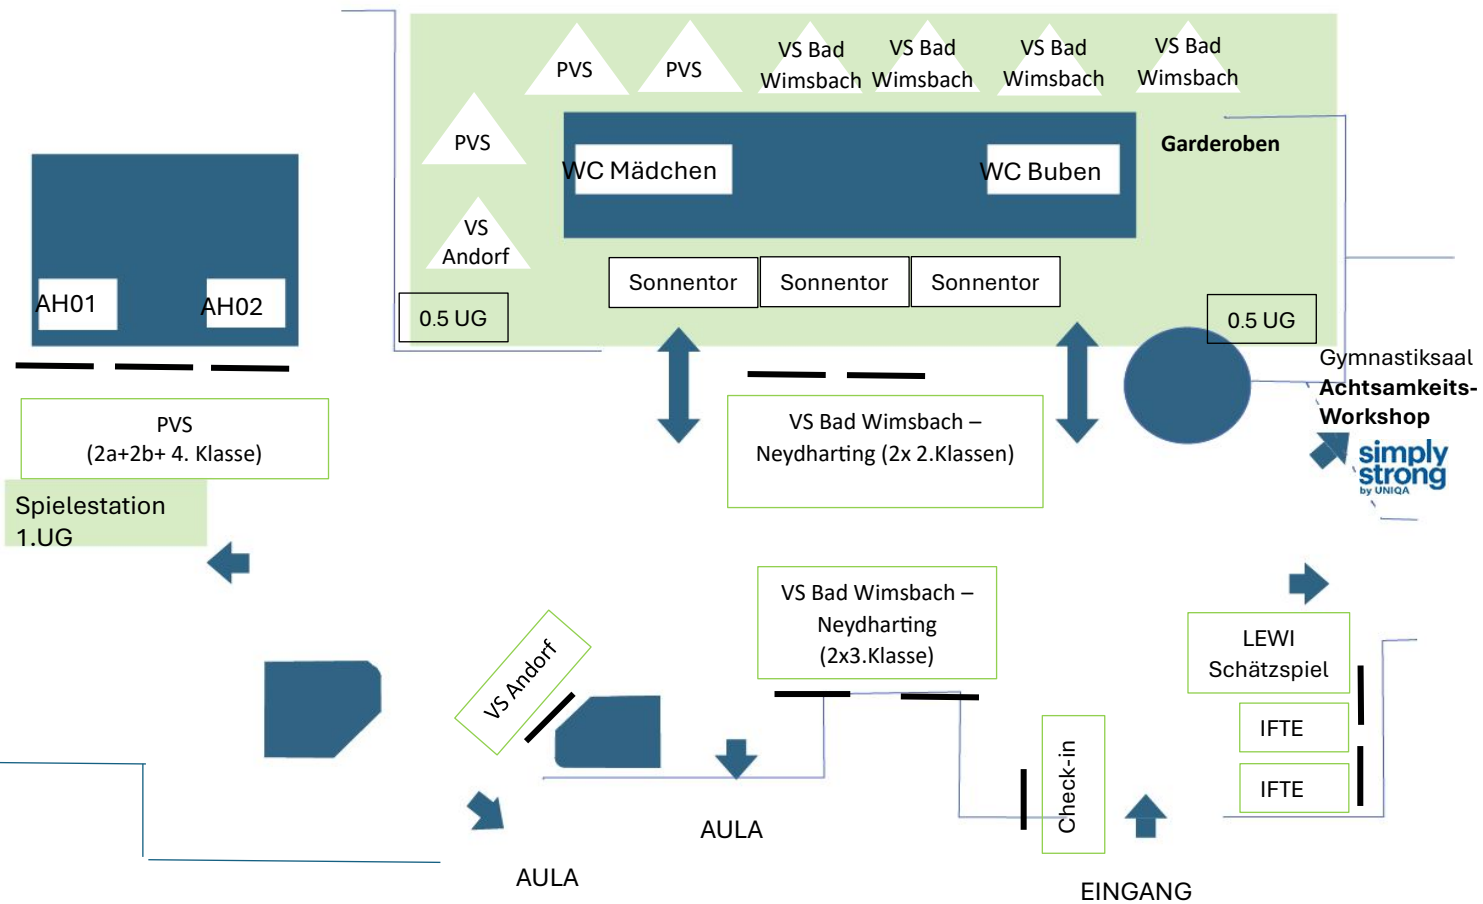 PVS
PVS
VS Bad
Wimsbach
VS Bad
Wimsbach
VS Bad
Wimsbach
VS Bad
Wimsbach
PVS
WC Mädchen
WC Buben
Garderoben
VS
Andorf
Sonnentor
Sonnentor
Sonnentor
AH01
AH02
0.5 UG
0.5 UG
Gymnastiksaal
Achtsamkeits-
Workshop
simply
strong
by UNIQA
PVS
(2a+2b+ 4. Klasse)
VS Bad Wimsbach –
Neydharting (2x 2.Klassen)
Spielestation
1.UG
VS Bad Wimsbach –
Neydharting
(2x3.Klasse)
VS Andorf
LEWI
Schätzspiel
IFTE
IFTE
Check-in
AULA
AULA
EINGANG